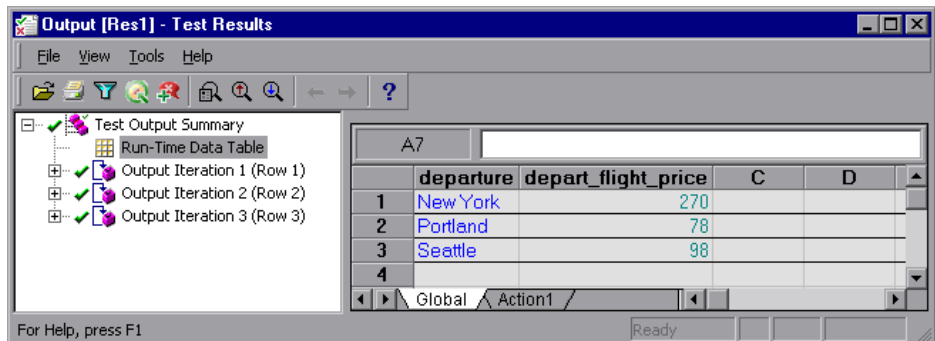 Output [Res1] - Test Results
File View Tools Help
?
Test Output Summary
Run-Time Data Table
Output Iteration 1 (Row 1)
Output Iteration 2 (Row 2)
Output Iteration 3 (Row 3)
A7
departure depart_flight_price C D
1 New York 270
2 Portland 78
3 Seattle 98
4
Global Action1
For Help, press F1 Ready